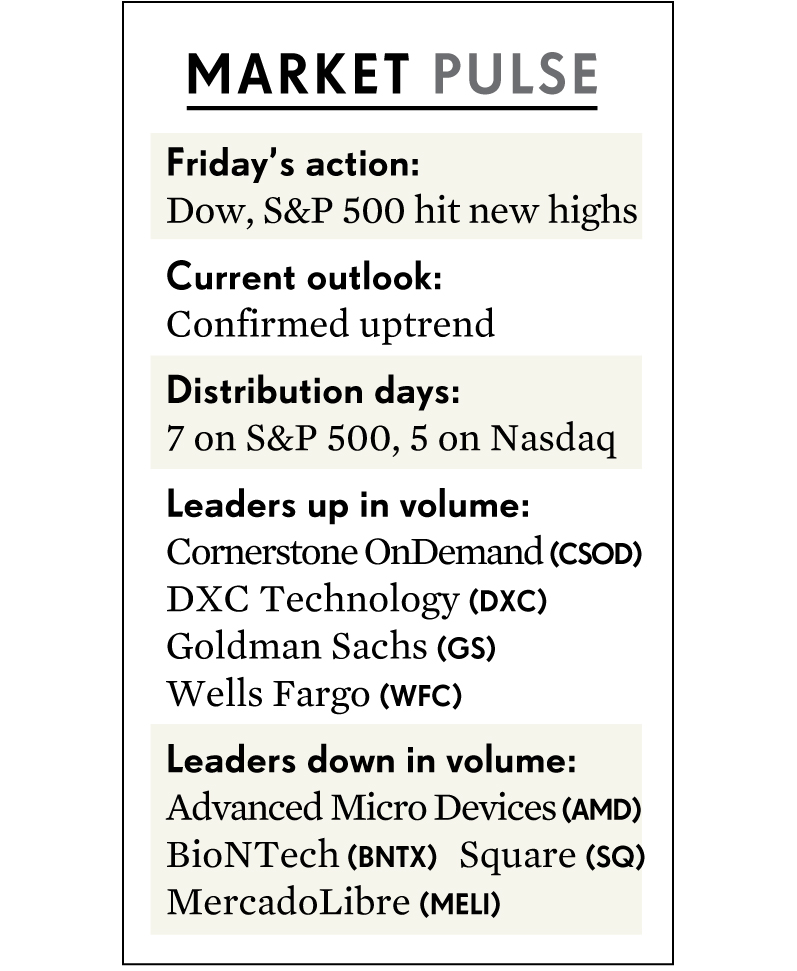 MARKET PULSE
Friday’s action:
Dow, S&P 500 hit new highs
Current outlook:
Confirmed uptrend
Distribution days:
7 on S&P 500, 5 on Nasdaq
Leaders up in volume:
Cornerstone OnDemand (CSOD)
DXC Technology (DXC)
Goldman Sachs (GS)
Wells Fargo (WFC)
Leaders down in volume:
Advanced Micro Devices (AMD)
BioNTech (BNTX) Square (SQ)
MercadoLibre (MELI)